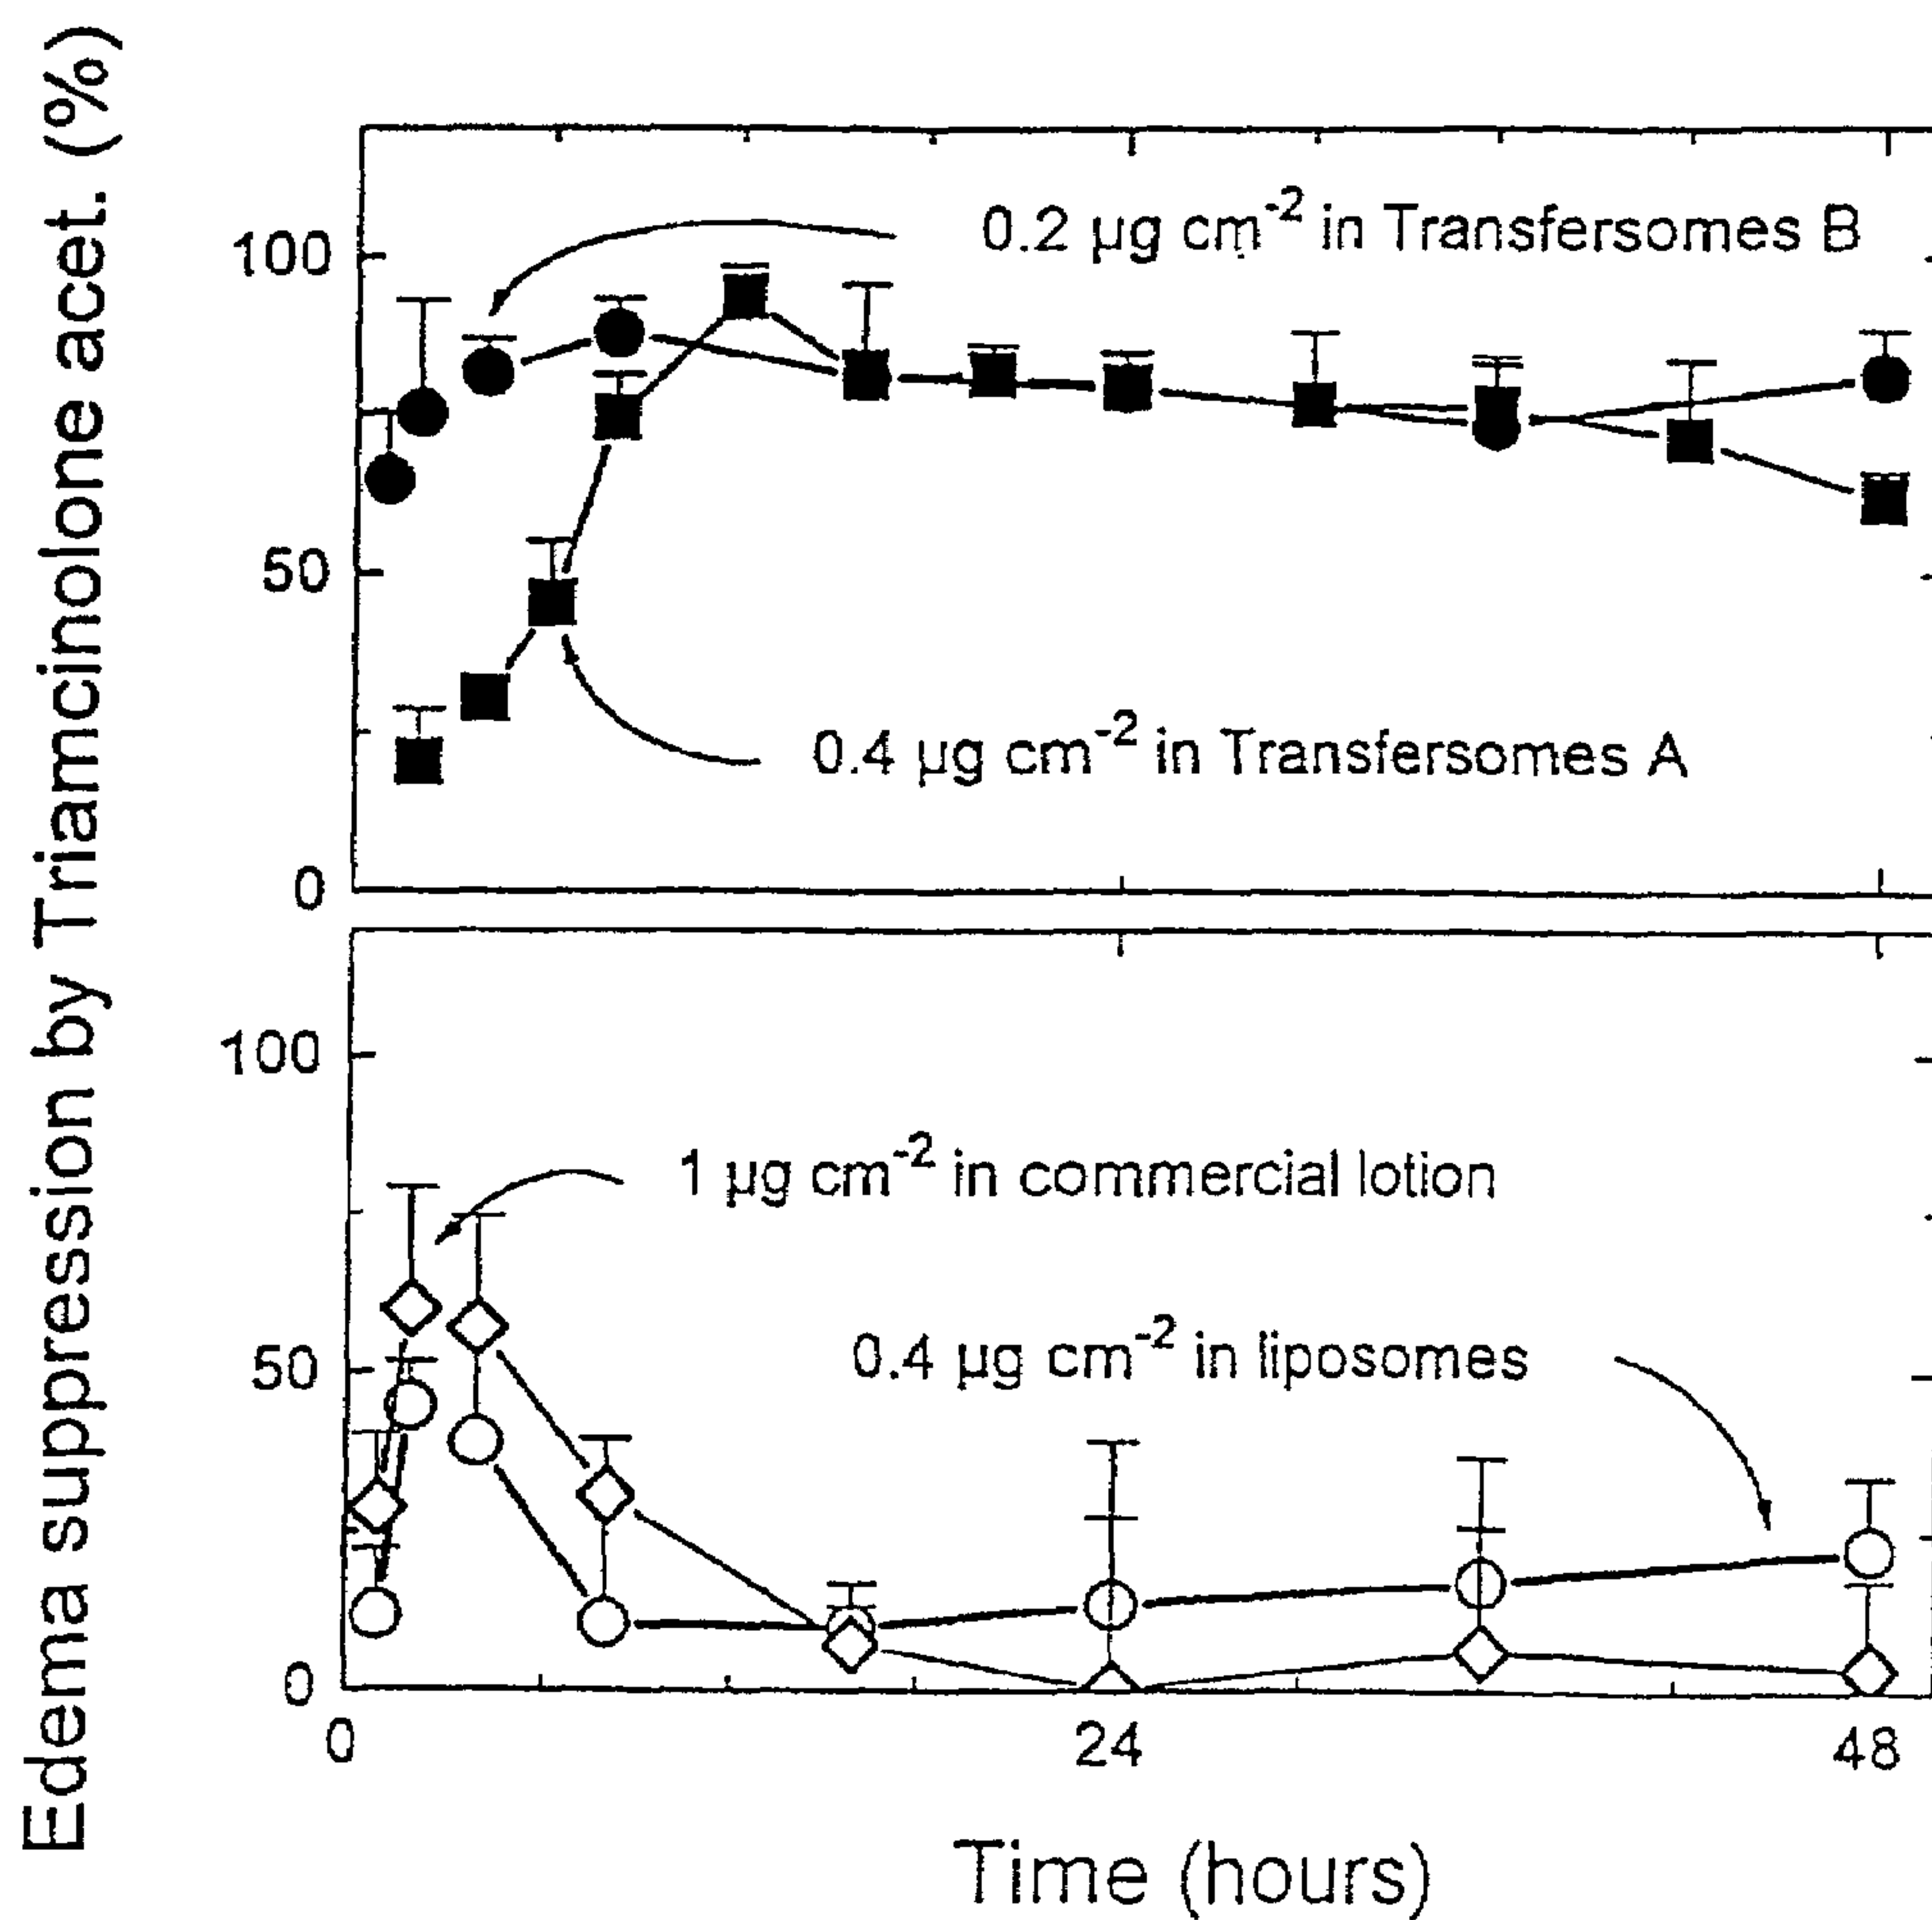 Edema suppression by Triamcinolone acet. (%)
100
0.2 µg cm⁻² in Transfersomes B
50
0.4 µg cm⁻² in Transfersomes A
0
100
1 µg cm⁻² in commercial lotion
50
0.4 µg cm⁻² in liposomes
0
0 24 48
Time (hours)